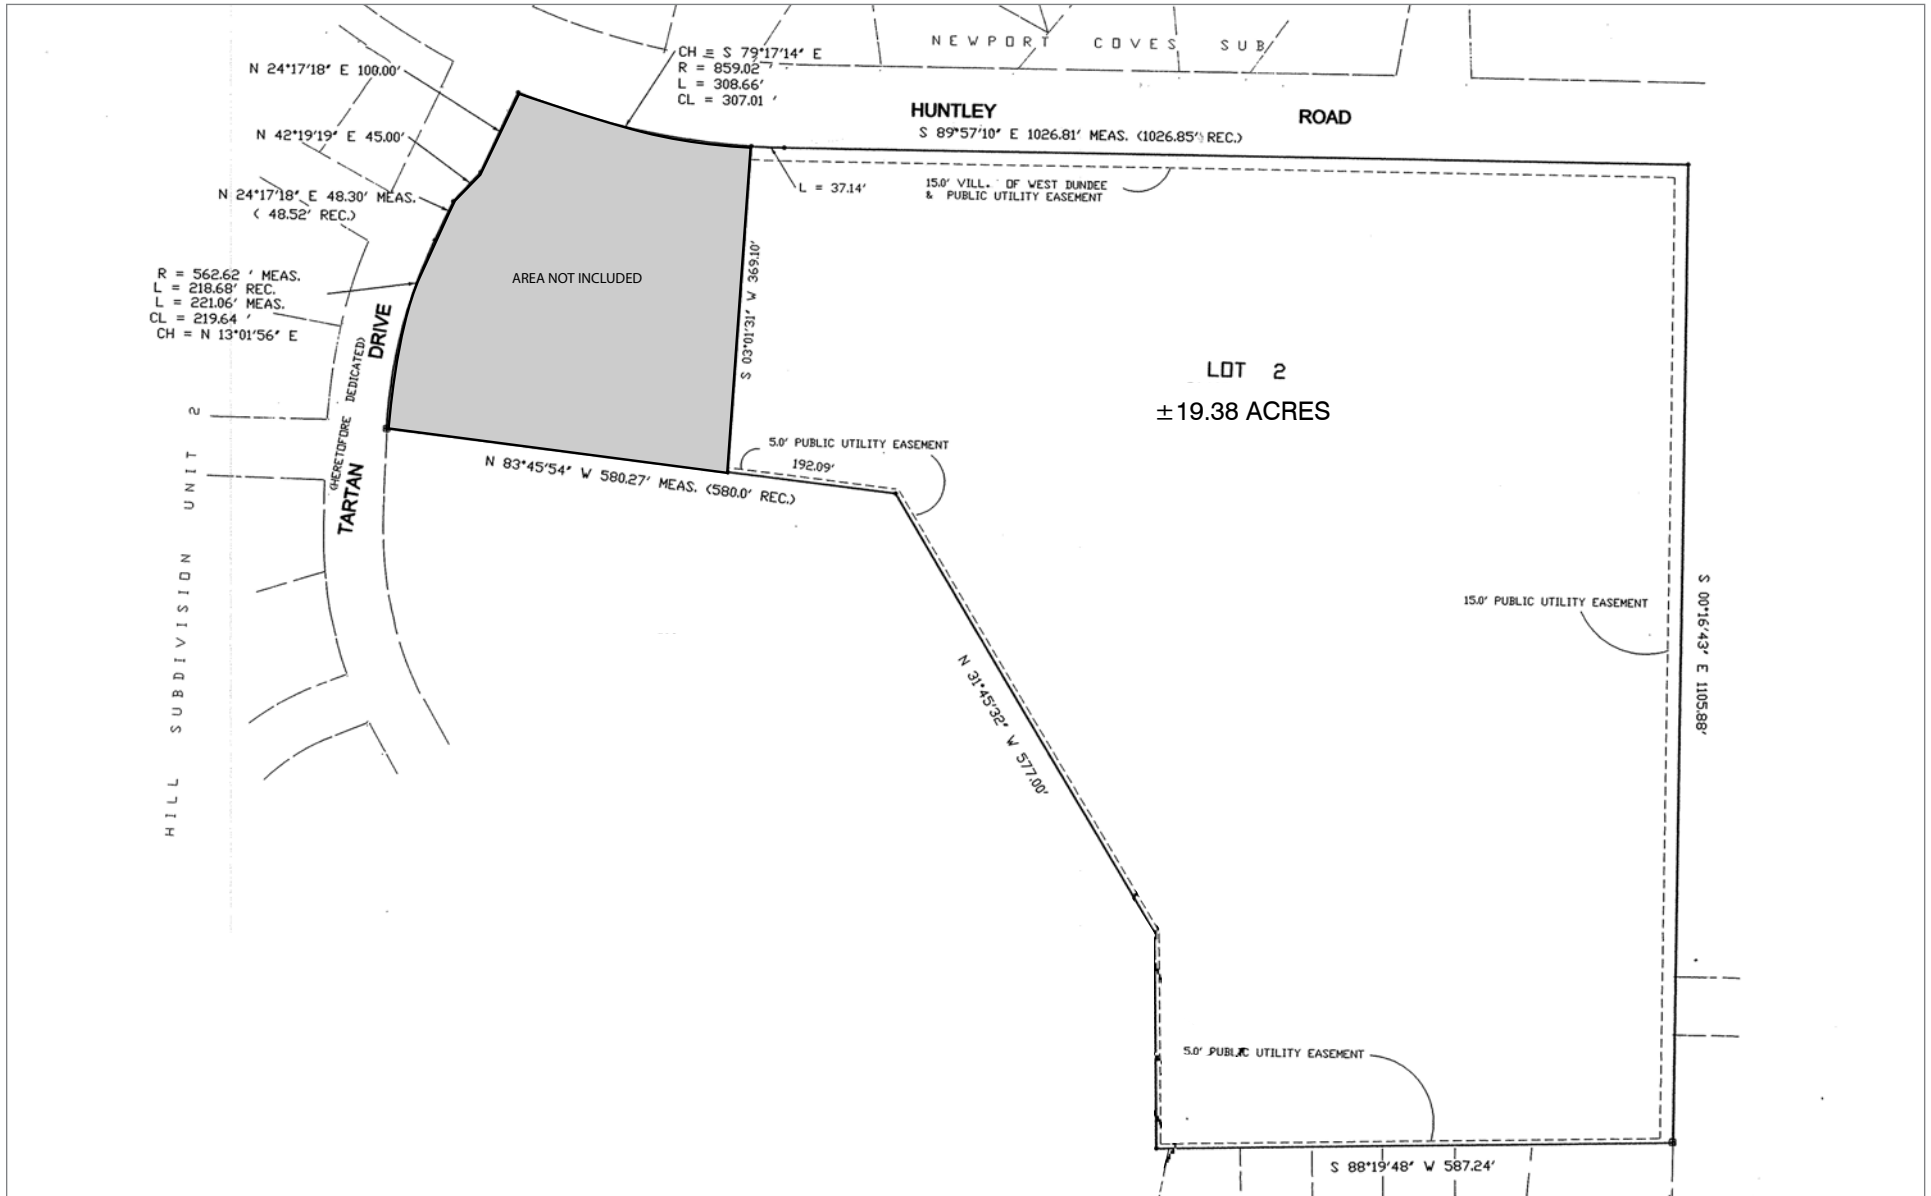 NEWPORT COVES SUB
CH = S 79°17'14" E
R = 859.02'
L = 308.66'
CL = 307.01 '
N 24°17'18" E 100.00'
N 42°19'19" E 45.00'
N 24°17'18" E 48.30' MEAS.
( 48.52' REC.)
R = 562.62 ' MEAS.
L = 218.68' REC.
L = 221.06' MEAS.
CL = 219.64 '
CH = N 13°01'56" E
HUNTLEY ROAD
S 89°57'10" E 1026.81' MEAS. (1026.85' REC.)
L = 37.14'
15.0' VILL. OF WEST DUNDEE
& PUBLIC UTILITY EASEMENT
AREA NOT INCLUDED
S 03°01'31" W 369.10'
TARTAN DRIVE
(HERETOFORE DEDICATED)
LOT 2
±19.38 ACRES
5.0' PUBLIC UTILITY EASEMENT
192.09'
N 83°45'54" W 580.27' MEAS. (580.0' REC.)
HILL SUBDIVISION UNIT 2
N 31°45'32" W 577.00'
15.0' PUBLIC UTILITY EASEMENT
S 00°16'43" E 1105.88'
5.0' PUBLIC UTILITY EASEMENT
S 88°19'48" W 587.24'